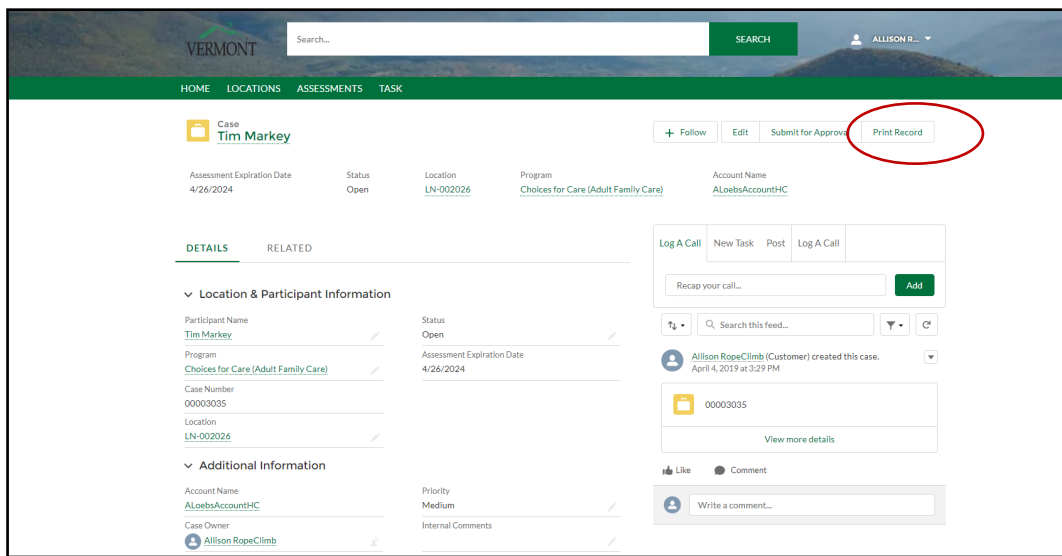 VERMONT
Search...
SEARCH
ALLISON R...
HOME LOCATIONS ASSESSMENTS TASK
Case
Tim Markey
+ Follow Edit Submit for Approval Print Record
Assessment Expiration Date Status Location Program Account Name
4/26/2024 Open LN-002026 Choices for Care (Adult Family Care) ALoebsAccountHC
DETAILS RELATED
Log A Call New Task Post Log A Call
Recap your call... Add
Location & Participant Information
Participant Name Status
Tim Markey Open
Search this feed...
Program Assessment Expiration Date
Choices for Care (Adult Family Care) 4/26/2024
Allison RopeClimb (Customer) created this case.
April 4, 2019 at 3:29 PM
Case Number
00003035
00003035
Location
LN-002026
View more details
Additional Information
Like Comment
Account Name Priority
ALoebsAccountHC Medium
Write a comment...
Case Owner Internal Comments
Allison RopeClimb